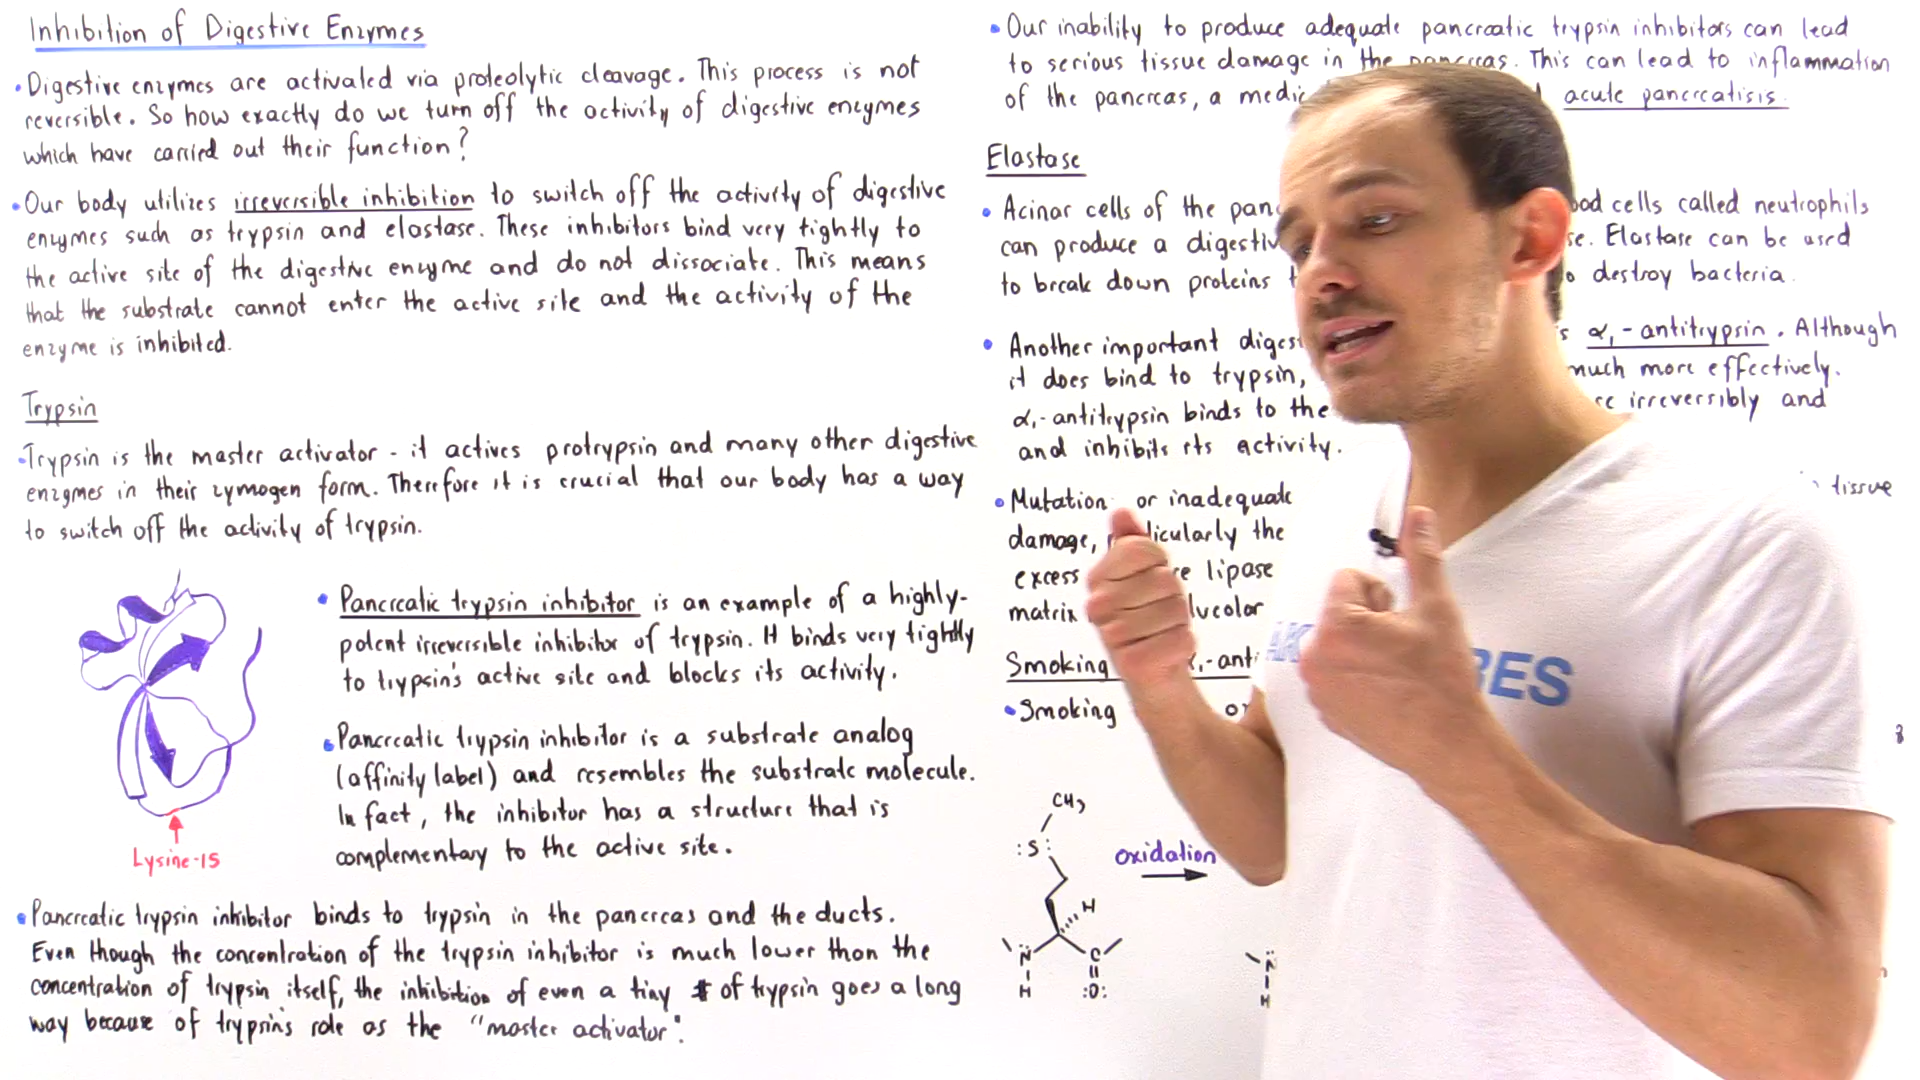 Inhibition of Digestive Enzymes
• Digestive enzymes are activated via proteolytic cleavage. This process is not
reversible. So how exactly do we turn off the activity of digestive enzymes
which have carried out their function?
• Our body utilizes irreversible inhibition to switch off the activity of digestive
enzymes such as trypsin and elastase. These inhibitors bind very tightly to
the active site of the digestive enzyme and do not dissociate. This means
that the substrate cannot enter the active site and the activity of the
enzyme is inhibited.
Trypsin
• Trypsin is the master activator - it actives protrypsin and many other digestive
enzymes in their zymogen form. Therefore it is crucial that our body has a way
to switch off the activity of trypsin.
• Pancreatic trypsin inhibitor is an example of a highly-
potent irreversible inhibitor of trypsin. It binds very tightly
to trypsin's active site and blocks its activity.
• Pancreatic trypsin inhibitor is a substrate analog
(affinity label) and resembles the substrate molecule.
In fact, the inhibitor has a structure that is
complementary to the active site.
Lysine-15
• Pancreatic trypsin inhibitor binds to trypsin in the pancreas and the ducts.
Even though the concentration of the trypsin inhibitor is much lower than the
concentration of trypsin itself, the inhibition of even a tiny # of trypsin goes a long
way because of trypsin's role as the "master activator".
• Our inability to produce adequate pancreatic trypsin inhibitors can lead
to serious tissue damage in the pancreas. This can lead to inflammation
of the pancreas, a medic acute pancreatisis.
Elastase
• Acinar cells of the pan ood cells called neutrophils
can produce a digestiv se. Elastase can be used
to break down proteins t o destroy bacteria.
• Another important digest s α₁-antitrypsin. Although
it does bind to trypsin, much more effectively.
α₁-antitrypsin binds to the irreversibly and
and inhibits its activity.
• Mutation or inadequate tissue
damage, ticularly the
excess re lipase
matrix lveolar
Smoking α₁-anti
• Smoking or
CH₃
:S:
oxidation
H
N C
H :O:
N
H
BES